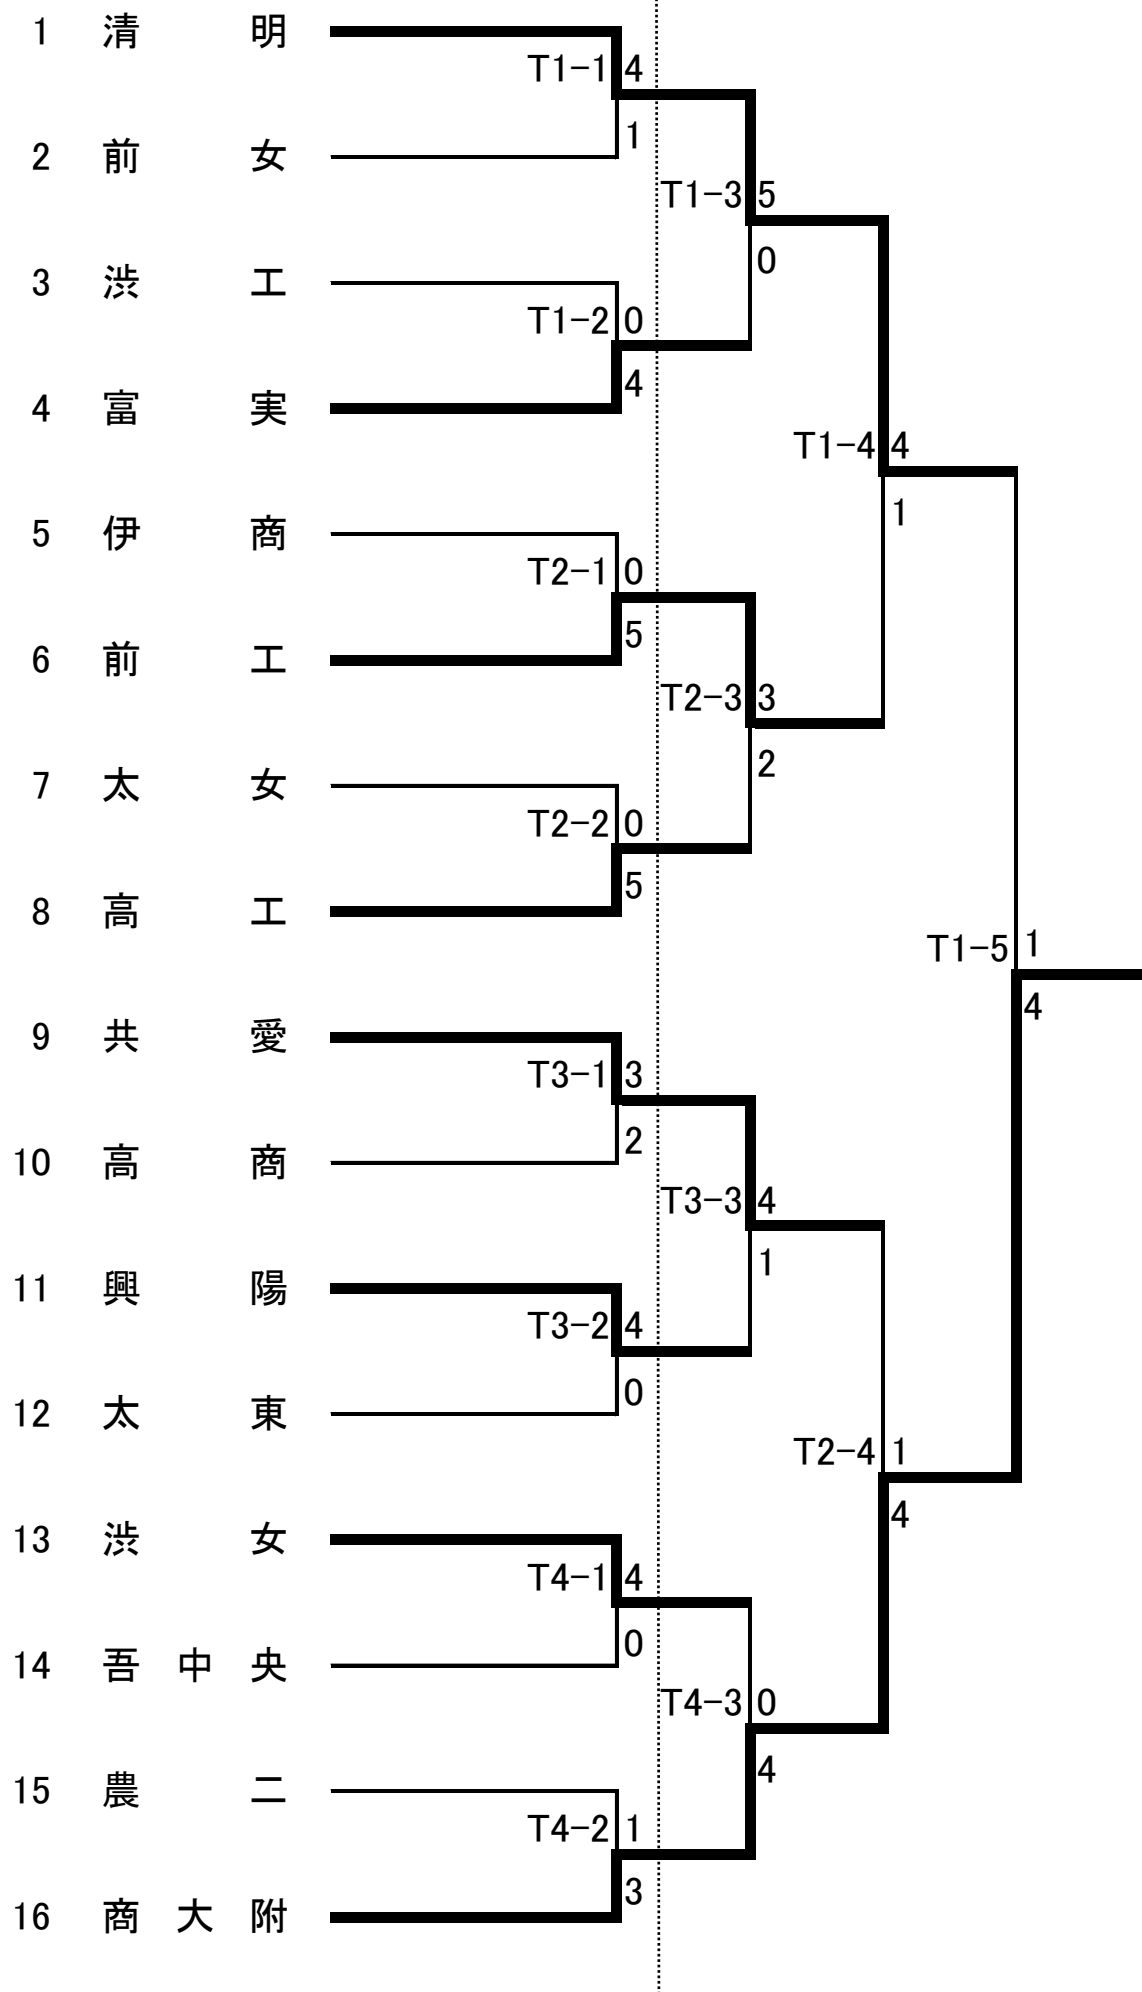 1 清 明
T1-1 4
1
2 前 女
T1-3 5
0
3 渋 工
T1-2 0
4
4 富 実
T1-4 4
1
5 伊 商
T2-1 0
5
6 前 工
T2-3 3
2
7 太 女
T2-2 0
5
8 高 工
T1-5 1
4
9 共 愛
T3-1 3
2
10 高 商
T3-3 4
1
11 興 陽
T3-2 4
0
12 太 東
T2-4 1
4
13 渋 女
T4-1 4
0
14 吾 中 央
T4-3 0
4
15 農 二
T4-2 1
3
16 商 大 附